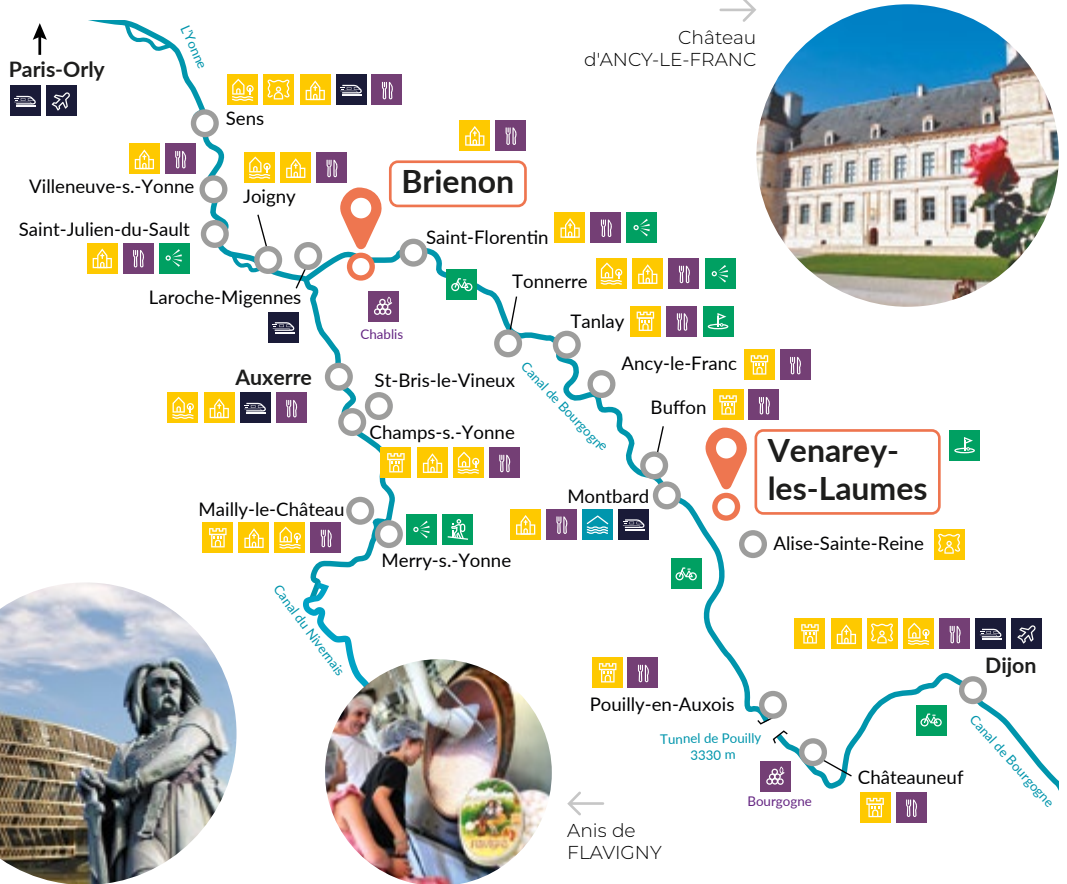 Château
d'ANCY-LE-FRANC
L'Yonne
Paris-Orly
Sens
Villeneuve-s.-Yonne
Joigny
Brienon
Saint-Julien-du-Sault
Saint-Florentin
Laroche-Migennes
Tonnerre
Chablis
Tanlay
Canal de Bourgogne
Ancy-le-Franc
Auxerre
St-Bris-le-Vineux
Buffon
Champs-s.-Yonne
Venarey-
les-Laumes
Montbard
Mailly-le-Château
Alise-Sainte-Reine
Merry-s.-Yonne
Canal du Nivernais
Dijon
Pouilly-en-Auxois
Tunnel de Pouilly
3330 m
Canal de Bourgogne
Bourgogne
Châteauneuf
Anis de
FLAVIGNY